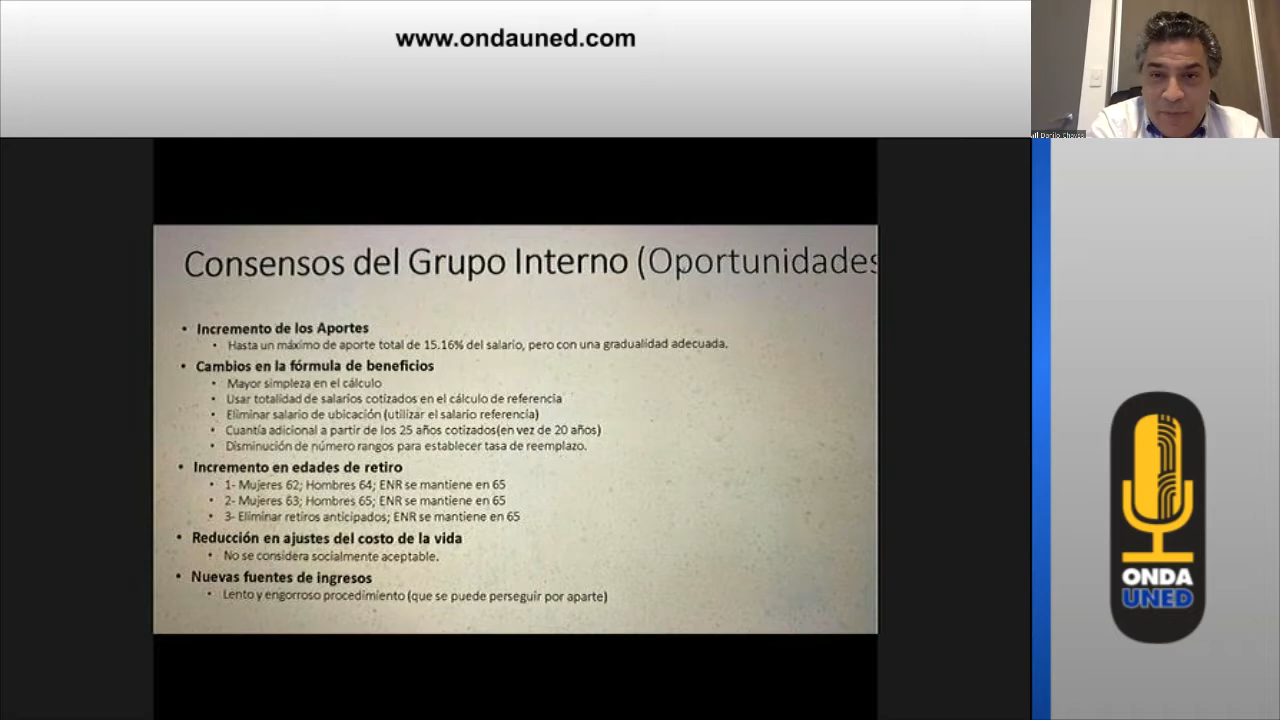 www.ondauned.com
Danilo Chaves
Consensos del Grupo Interno (Oportunidades
• Incremento de los Aportes
• Hasta un máximo de aporte total de 15.16% del salario, pero con una gradualidad adecuada.
• Cambios en la fórmula de beneficios
• Mayor simpleza en el cálculo
• Usar totalidad de salarios cotizados en el cálculo de referencia
• Eliminar salario de ubicación (utilizar el salario referencia)
• Cuantía adicional a partir de los 25 años cotizados(en vez de 20 años)
• Disminución de número rangos para establecer tasa de reemplazo.
• Incremento en edades de retiro
• 1- Mujeres 62; Hombres 64; ENR se mantiene en 65
• 2- Mujeres 63; Hombres 65; ENR se mantiene en 65
• 3- Eliminar retiros anticipados; ENR se mantiene en 65
• Reducción en ajustes del costo de la vida
• No se considera socialmente aceptable.
• Nuevas fuentes de ingresos
• Lento y engorroso procedimiento (que se puede perseguir por aparte)
ONDA
UNED